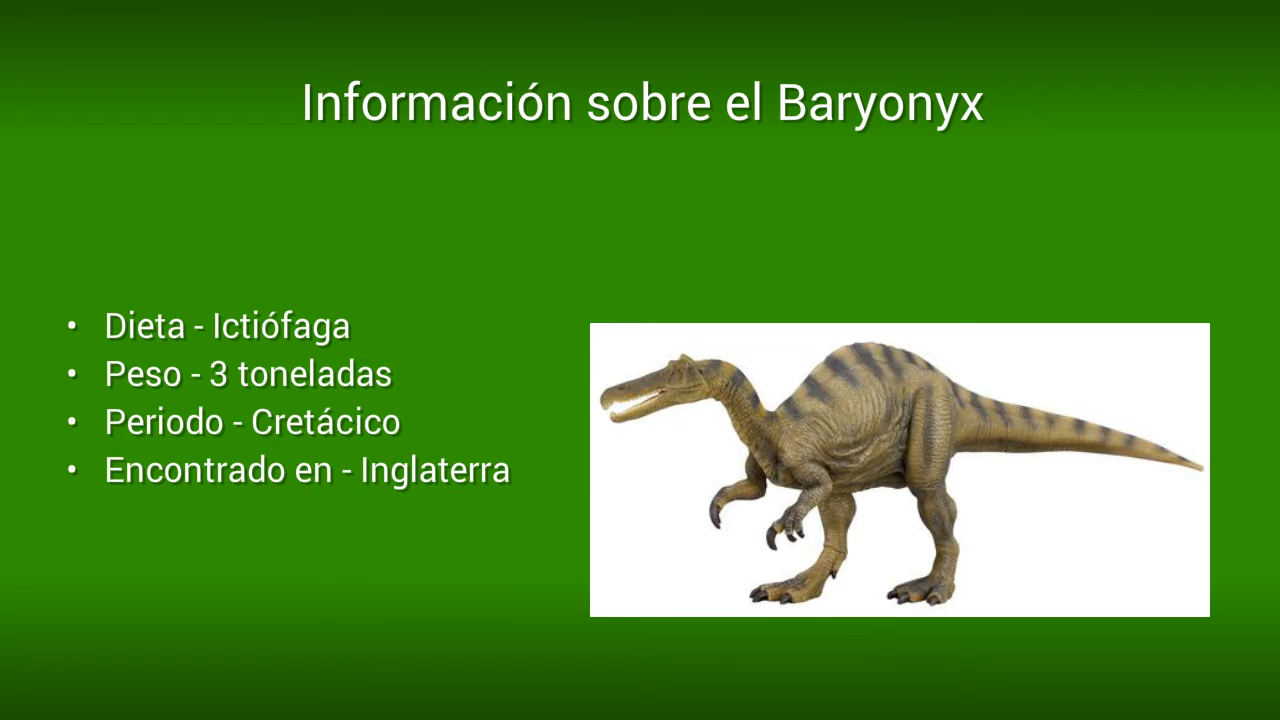 Información sobre el Baryonyx
• Dieta - Ictiófaga
• Peso - 3 toneladas
• Periodo - Cretácico
• Encontrado en - Inglaterra